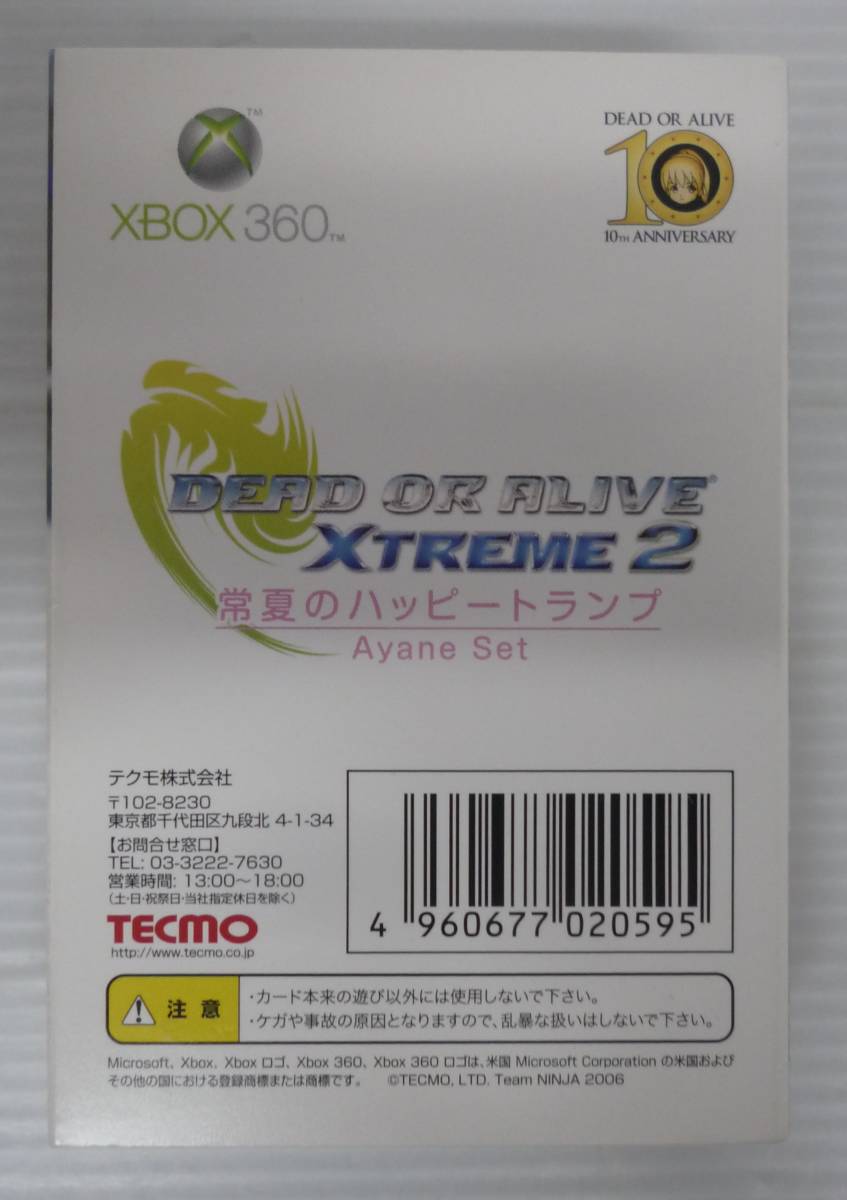 XBOX 360™
DEAD OR ALIVE
10
10TH ANNIVERSARY
DEAD OR ALIVE®
XTREME 2
常夏のハッピートランプ
Ayane Set
テクモ株式会社
〒102-8230
東京都千代田区九段北 4-1-34
【お問合せ窓口】
TEL: 03-3222-7630
営業時間: 13:00〜18:00
（土・日・祝祭日・当社指定休日を除く）
TECMO
http://www.tecmo.co.jp
4 960677 020595
注 意
・カード本来の遊び以外には使用しないで下さい。
・ケガや事故の原因となりますので、乱暴な扱いはしないで下さい。
Microsoft、Xbox、Xbox ロゴ、Xbox 360、Xbox 360 ロゴは、米国 Microsoft Corporation の米国および
その他の国における登録商標または商標です。 ©TECMO, LTD. Team NINJA 2006